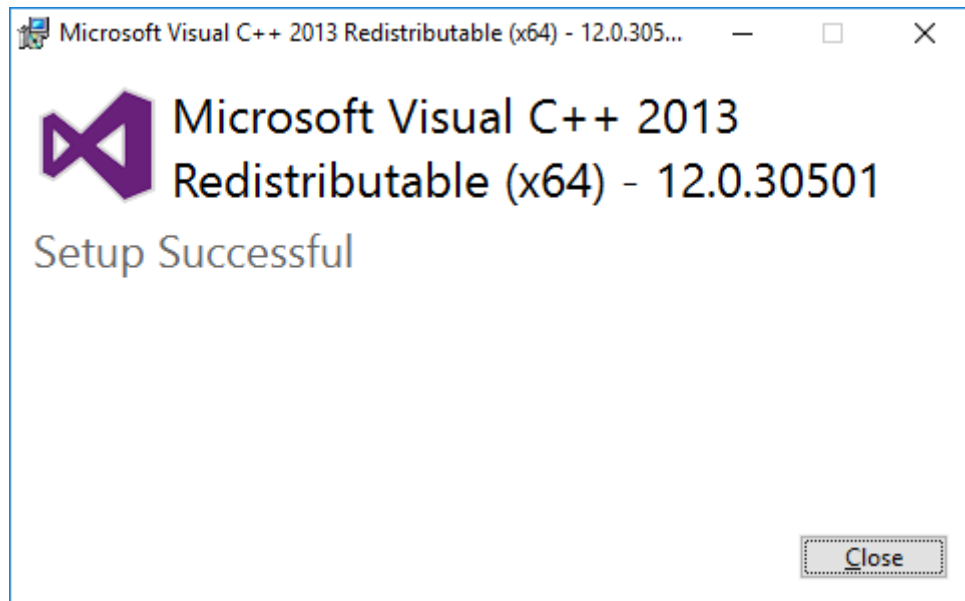 Microsoft Visual C++ 2013 Redistributable (x64) - 12.0.305...
Microsoft Visual C++ 2013
Redistributable (x64) - 12.0.30501
Setup Successful
Close